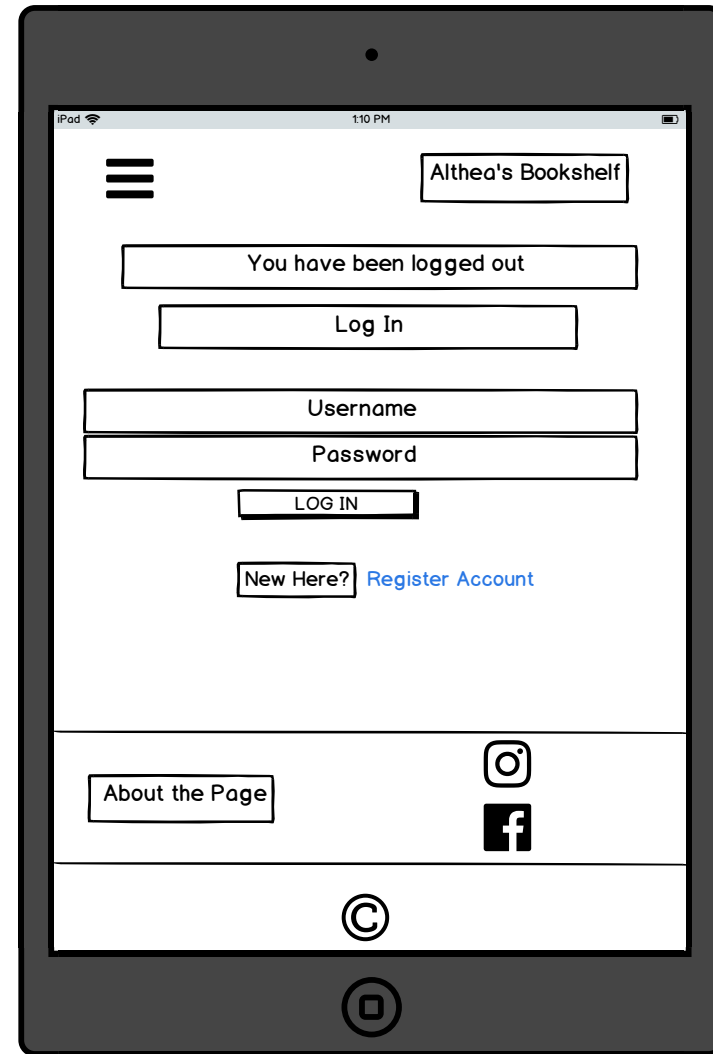 iPad 1:10 PM
Althea's Bookshelf
You have been logged out
Log In
Username
Password
LOG IN
New Here? Register Account
About the Page
©